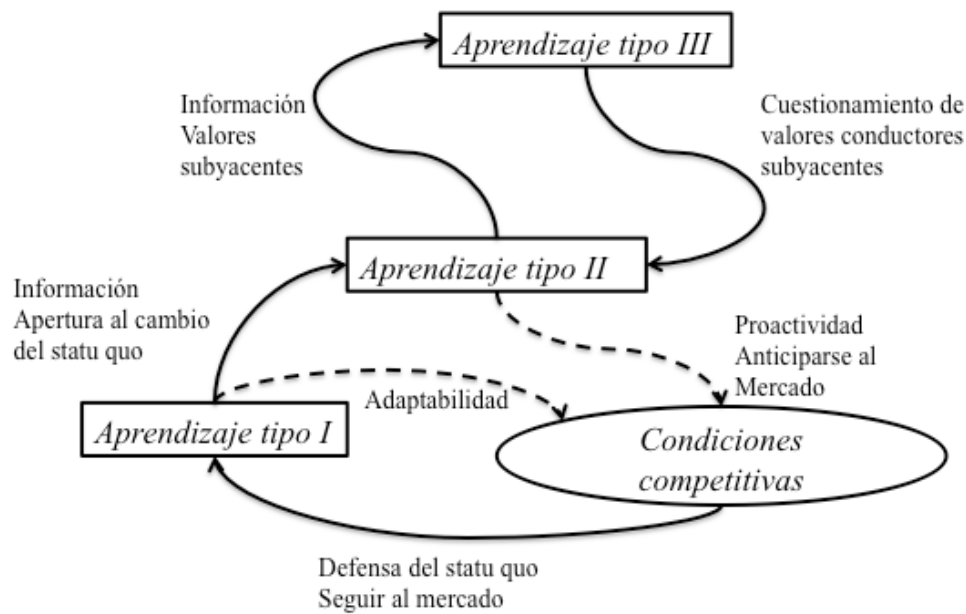 Aprendizaje tipo III
Información
Valores
subyacentes
Cuestionamiento de
valores conductores
subyacentes
Aprendizaje tipo II
Información
Apertura al cambio
del statu quo
Proactividad
Anticiparse al
Mercado
Adaptabilidad
Aprendizaje tipo I
Condiciones
competitivas
Defensa del statu quo
Seguir al mercado